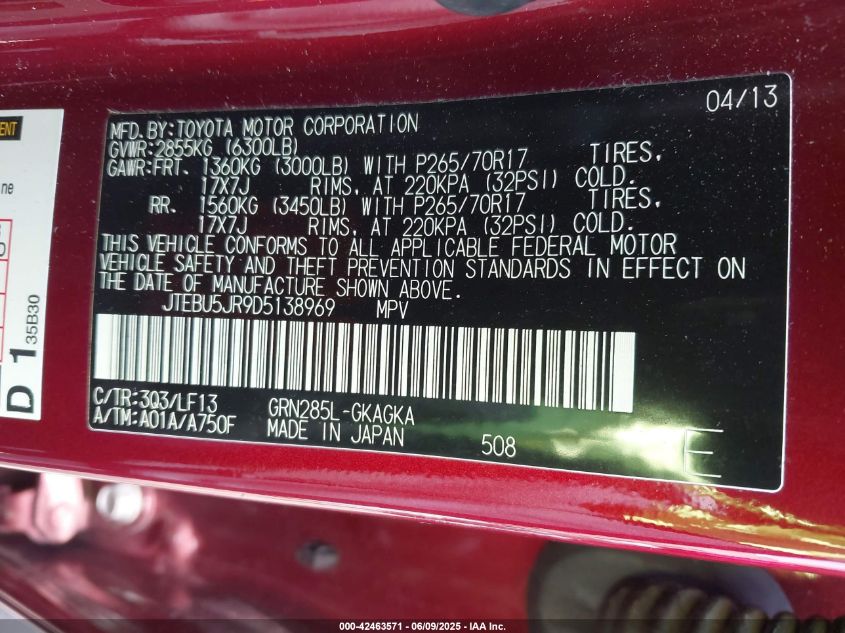 04/13
MFD. BY: TOYOTA MOTOR CORPORATION
GVWR: 2855KG (6300LB)
GAWR: FRT. 1360KG (3000LB) WITH P265/70R17 TIRES,
17X7J RIMS, AT 220KPA (32PSI) COLD.
RR. 1560KG (3450LB) WITH P265/70R17 TIRES,
17X7J RIMS, AT 220KPA (32PSI) COLD.
THIS VEHICLE CONFORMS TO ALL APPLICABLE FEDERAL MOTOR
VEHICLE SAFETY AND THEFT PREVENTION STANDARDS IN EFFECT ON
THE DATE OF MANUFACTURE SHOWN ABOVE.
JTEBU5JR9D5138969 MPV
C/TR: 3Q3/LF13 GRN285L-GKAGKA
A/TM: A01A/A750F MADE IN JAPAN 508 E
D 1
35B30
000-42463571 - 06/09/2025 - IAA Inc.